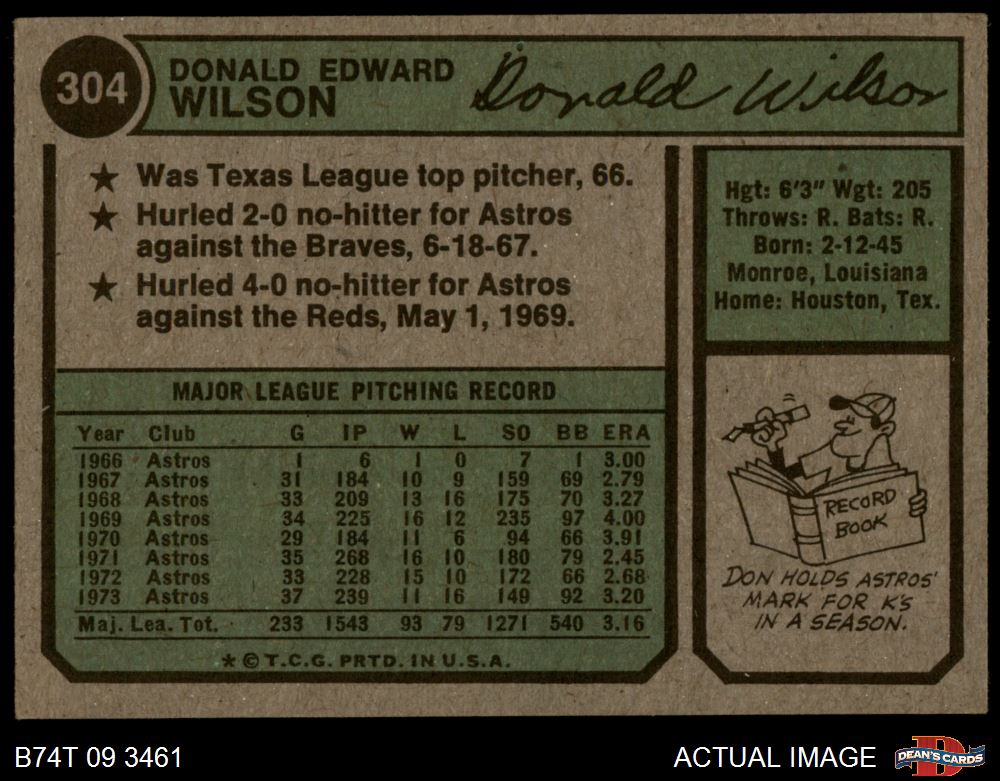 304
DONALD EDWARD
WILSON
Donald Wilson
★ Was Texas League top pitcher, 66.
★ Hurled 2-0 no-hitter for Astros
against the Braves, 6-18-67.
★ Hurled 4-0 no-hitter for Astros
against the Reds, May 1, 1969.
Hgt: 6'3" Wgt: 205
Throws: R. Bats: R.
Born: 2-12-45
Monroe, Louisiana
Home: Houston, Tex.
MAJOR LEAGUE PITCHING RECORD
Year Club G IP W L SO BB ERA
1966 Astros 1 6 1 0 7 1 3.00
1967 Astros 31 184 10 9 159 69 2.79
1968 Astros 33 209 13 16 175 70 3.27
1969 Astros 34 225 16 12 235 97 4.00
1970 Astros 29 184 11 6 94 66 3.91
1971 Astros 35 268 16 10 180 79 2.45
1972 Astros 33 228 15 10 172 66 2.68
1973 Astros 37 239 11 16 149 92 3.20
Maj. Lea. Tot. 233 1543 93 79 1271 540 3.16
* © T.C.G. PRTD. IN U.S.A.
RECORD
BOOK
DON HOLDS ASTROS'
MARK FOR K'S
IN A SEASON.
B74T 09 3461
ACTUAL IMAGE
DEAN'S CARDS